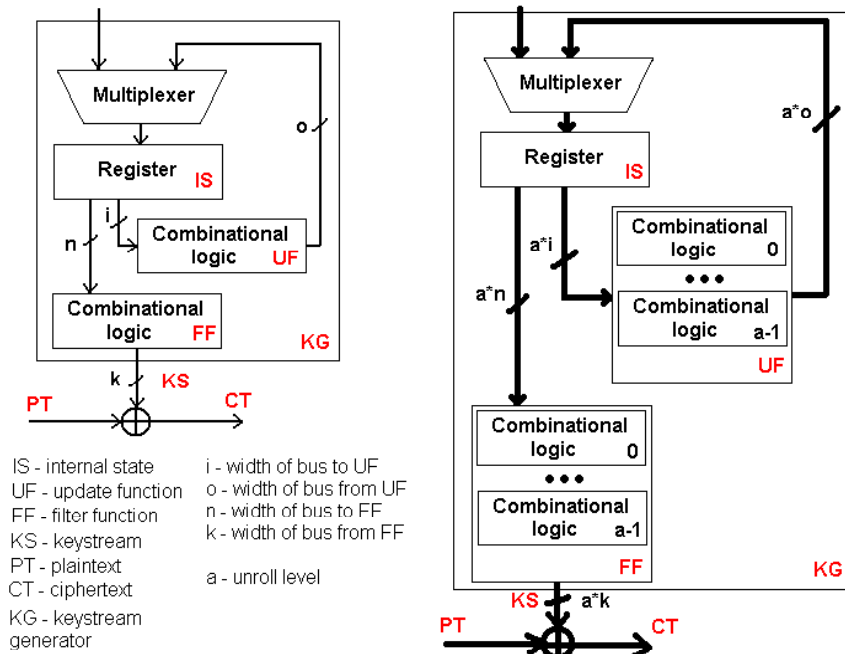 Multiplexer
o
Register
IS
i
n
Combinational
logic
UF
Combinational
logic
FF
KG
k
KS
PT
CT
IS - internal state
UF - update function
FF - filter function
KS - keystream
PT - plaintext
CT - ciphertext
KG - keystream
generator
i - width of bus to UF
o - width of bus from UF
n - width of bus to FF
k - width of bus from FF
a - unroll level
Multiplexer
a*o
Register
IS
a*i
a*n
Combinational
logic 0
Combinational
logic a-1
UF
Combinational
logic 0
Combinational
logic a-1
FF
KG
KS
a*k
PT
CT